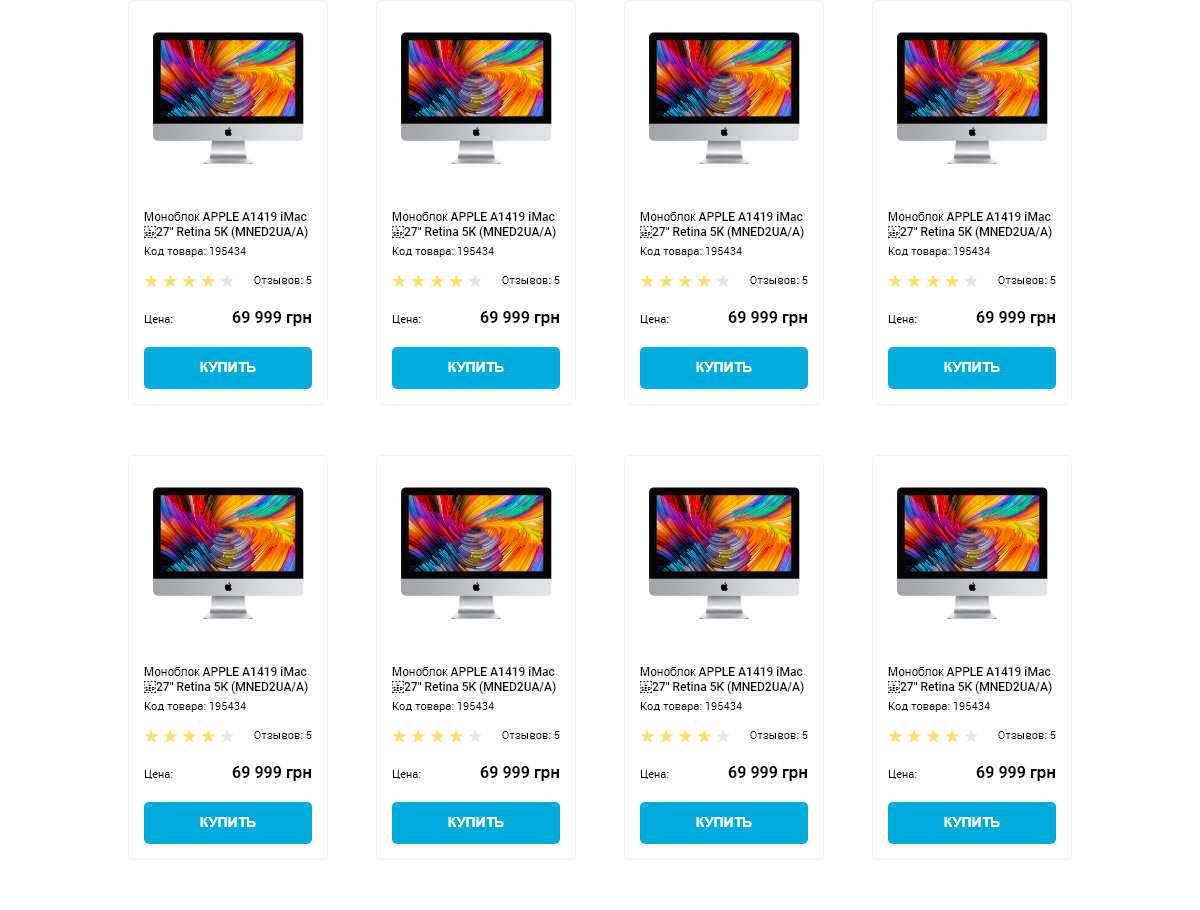 Моноблок APPLE A1419 iMac
27" Retina 5K (MNED2UA/A)
Код товара: 195434
Отзывов: 5
Цена: 69 999 грн
КУПИТЬ
Моноблок APPLE A1419 iMac
27" Retina 5K (MNED2UA/A)
Код товара: 195434
Отзывов: 5
Цена: 69 999 грн
КУПИТЬ
Моноблок APPLE A1419 iMac
27" Retina 5K (MNED2UA/A)
Код товара: 195434
Отзывов: 5
Цена: 69 999 грн
КУПИТЬ
Моноблок APPLE A1419 iMac
27" Retina 5K (MNED2UA/A)
Код товара: 195434
Отзывов: 5
Цена: 69 999 грн
КУПИТЬ
Моноблок APPLE A1419 iMac
27" Retina 5K (MNED2UA/A)
Код товара: 195434
Отзывов: 5
Цена: 69 999 грн
КУПИТЬ
Моноблок APPLE A1419 iMac
27" Retina 5K (MNED2UA/A)
Код товара: 195434
Отзывов: 5
Цена: 69 999 грн
КУПИТЬ
Моноблок APPLE A1419 iMac
27" Retina 5K (MNED2UA/A)
Код товара: 195434
Отзывов: 5
Цена: 69 999 грн
КУПИТЬ
Моноблок APPLE A1419 iMac
27" Retina 5K (MNED2UA/A)
Код товара: 195434
Отзывов: 5
Цена: 69 999 грн
КУПИТЬ